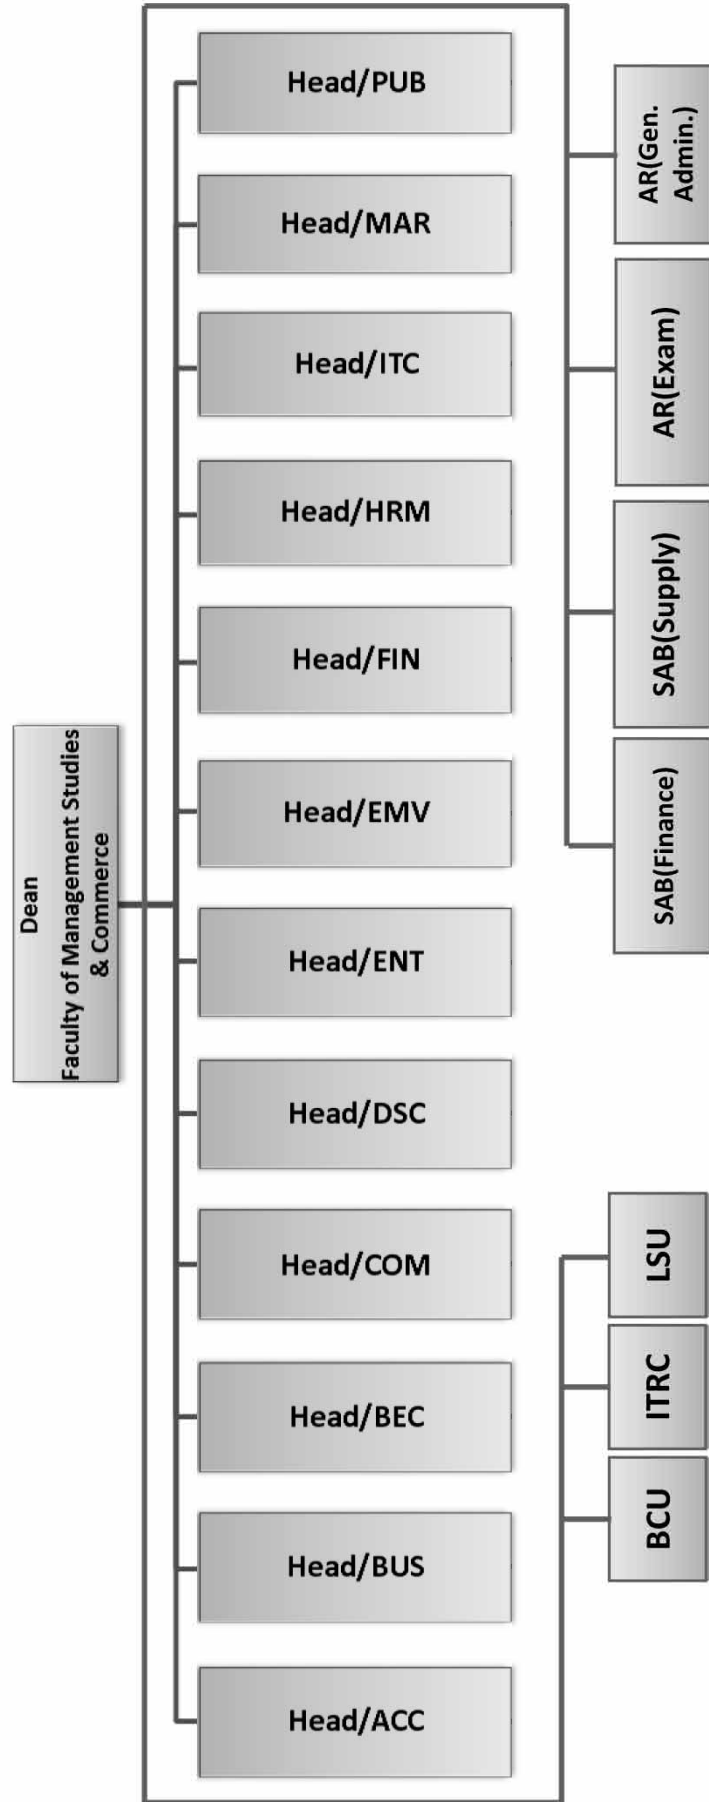 Dean
Faculty of Management Studies
& Commerce
Head/PUB
Head/MAR
Head/ITC
Head/HRM
Head/FIN
Head/EMV
Head/ENT
Head/DSC
Head/COM
Head/BEC
Head/BUS
Head/ACC
AR(Gen.
Admin.)
AR(Exam)
SAB(Supply)
SAB(Finance)
LSU
ITRC
BCU